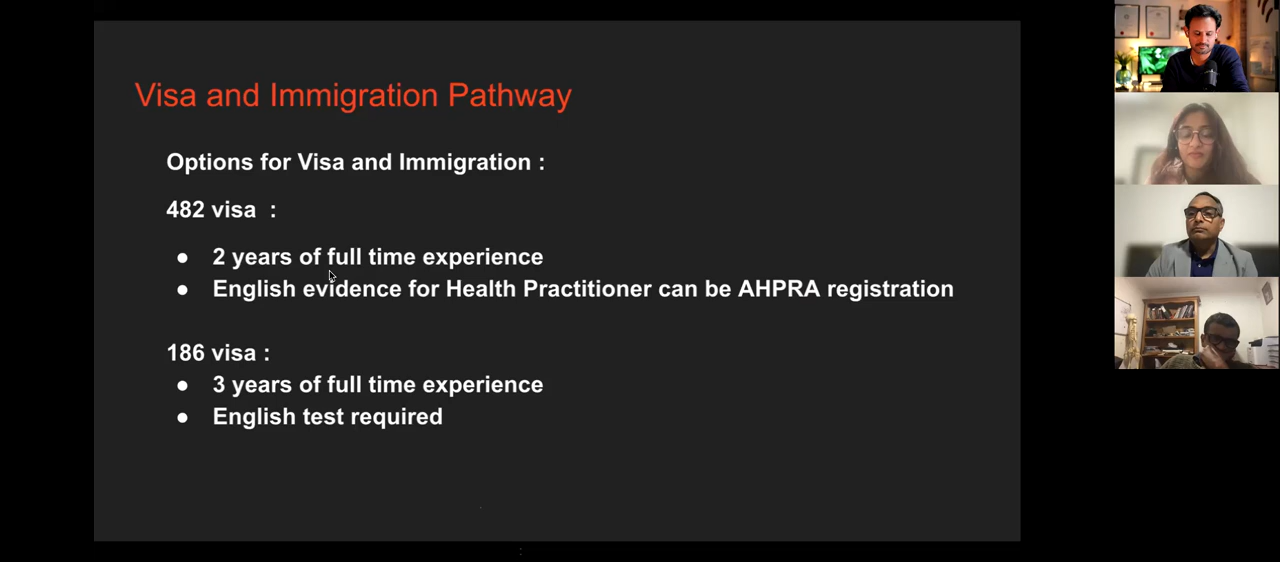 Visa and Immigration Pathway
Options for Visa and Immigration :
482 visa :
● 2 years of full time experience
● English evidence for Health Practitioner can be AHPRA registration
186 visa :
● 3 years of full time experience
● English test required